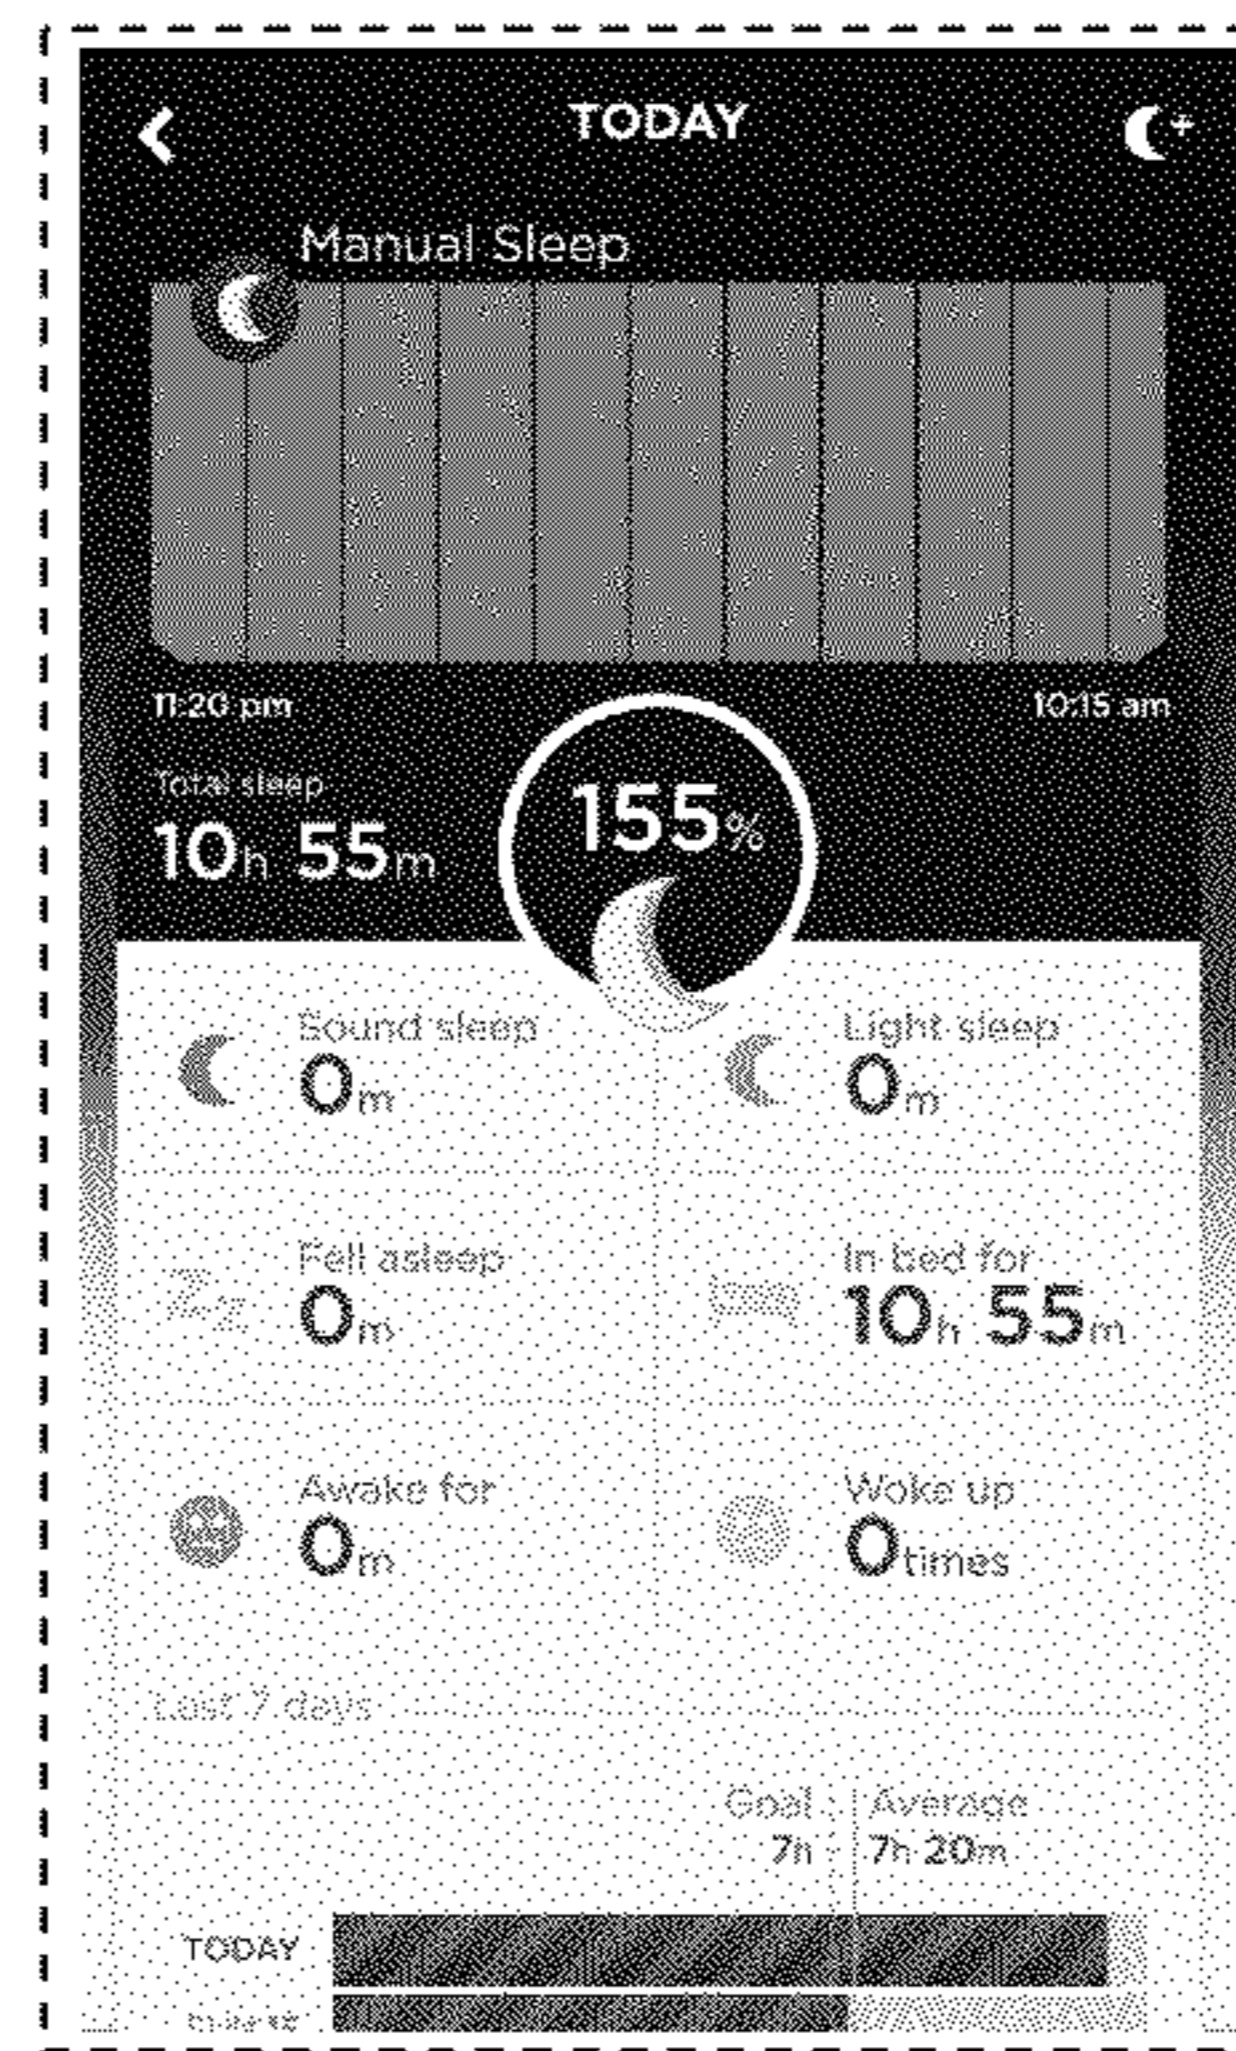 TODAY
Manual Sleep
11:20 pm 10:15 am
Total sleep
10h 55m
155%
Sound sleep Light sleep
0m 0m
Fell asleep In bed for
0m 10h 55m
Awake for Woke up
0m 0times
Last 7 days
Goal Average
7h 7h 20m
TODAY